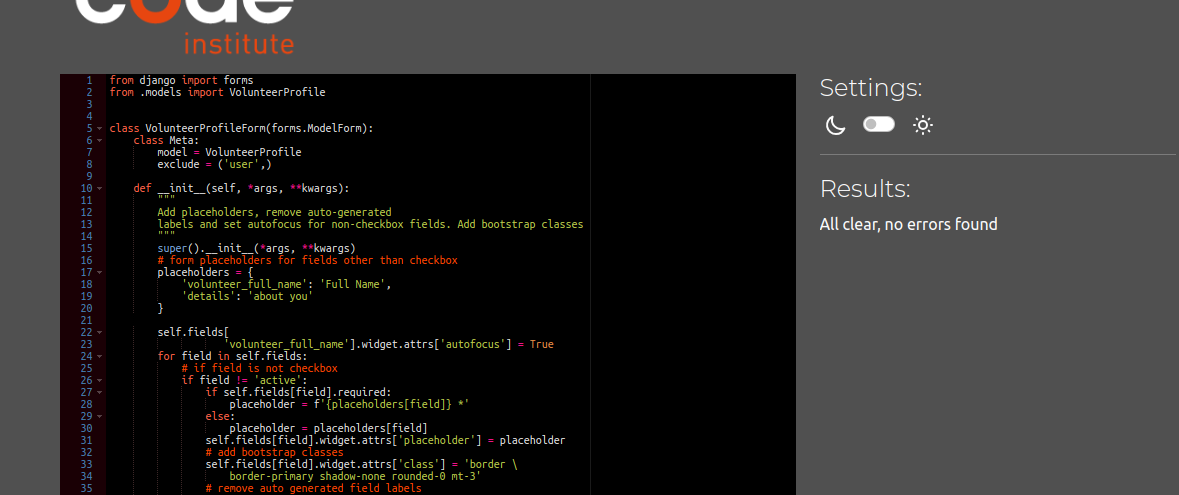 code
institute
1 from django import forms
2 from .models import VolunteerProfile
3
4
5 class VolunteerProfileForm(forms.ModelForm):
6     class Meta:
7         model = VolunteerProfile
8         exclude = ('user',)
9
10     def __init__(self, *args, **kwargs):
11         """
12         Add placeholders, remove auto-generated
13         labels and set autofocus for non-checkbox fields. Add bootstrap classes
14         """
15         super().__init__(*args, **kwargs)
16         # form placeholders for fields other than checkbox
17         placeholders = {
18             'volunteer_full_name': 'Full Name',
19             'details': 'about you'
20         }
21
22         self.fields[
23                    'volunteer_full_name'].widget.attrs['autofocus'] = True
24         for field in self.fields:
25             # if field is not checkbox
26             if field != 'active':
27                 if self.fields[field].required:
28                     placeholder = f'{placeholders[field]} *'
29                 else:
30                     placeholder = placeholders[field]
31                 self.fields[field].widget.attrs['placeholder'] = placeholder
32                 # add bootstrap classes
33                 self.fields[field].widget.attrs['class'] = 'border \
34                     border-primary shadow-none rounded-0 mt-3'
35                 # remove auto generated field labels
Settings:
Results:
All clear, no errors found